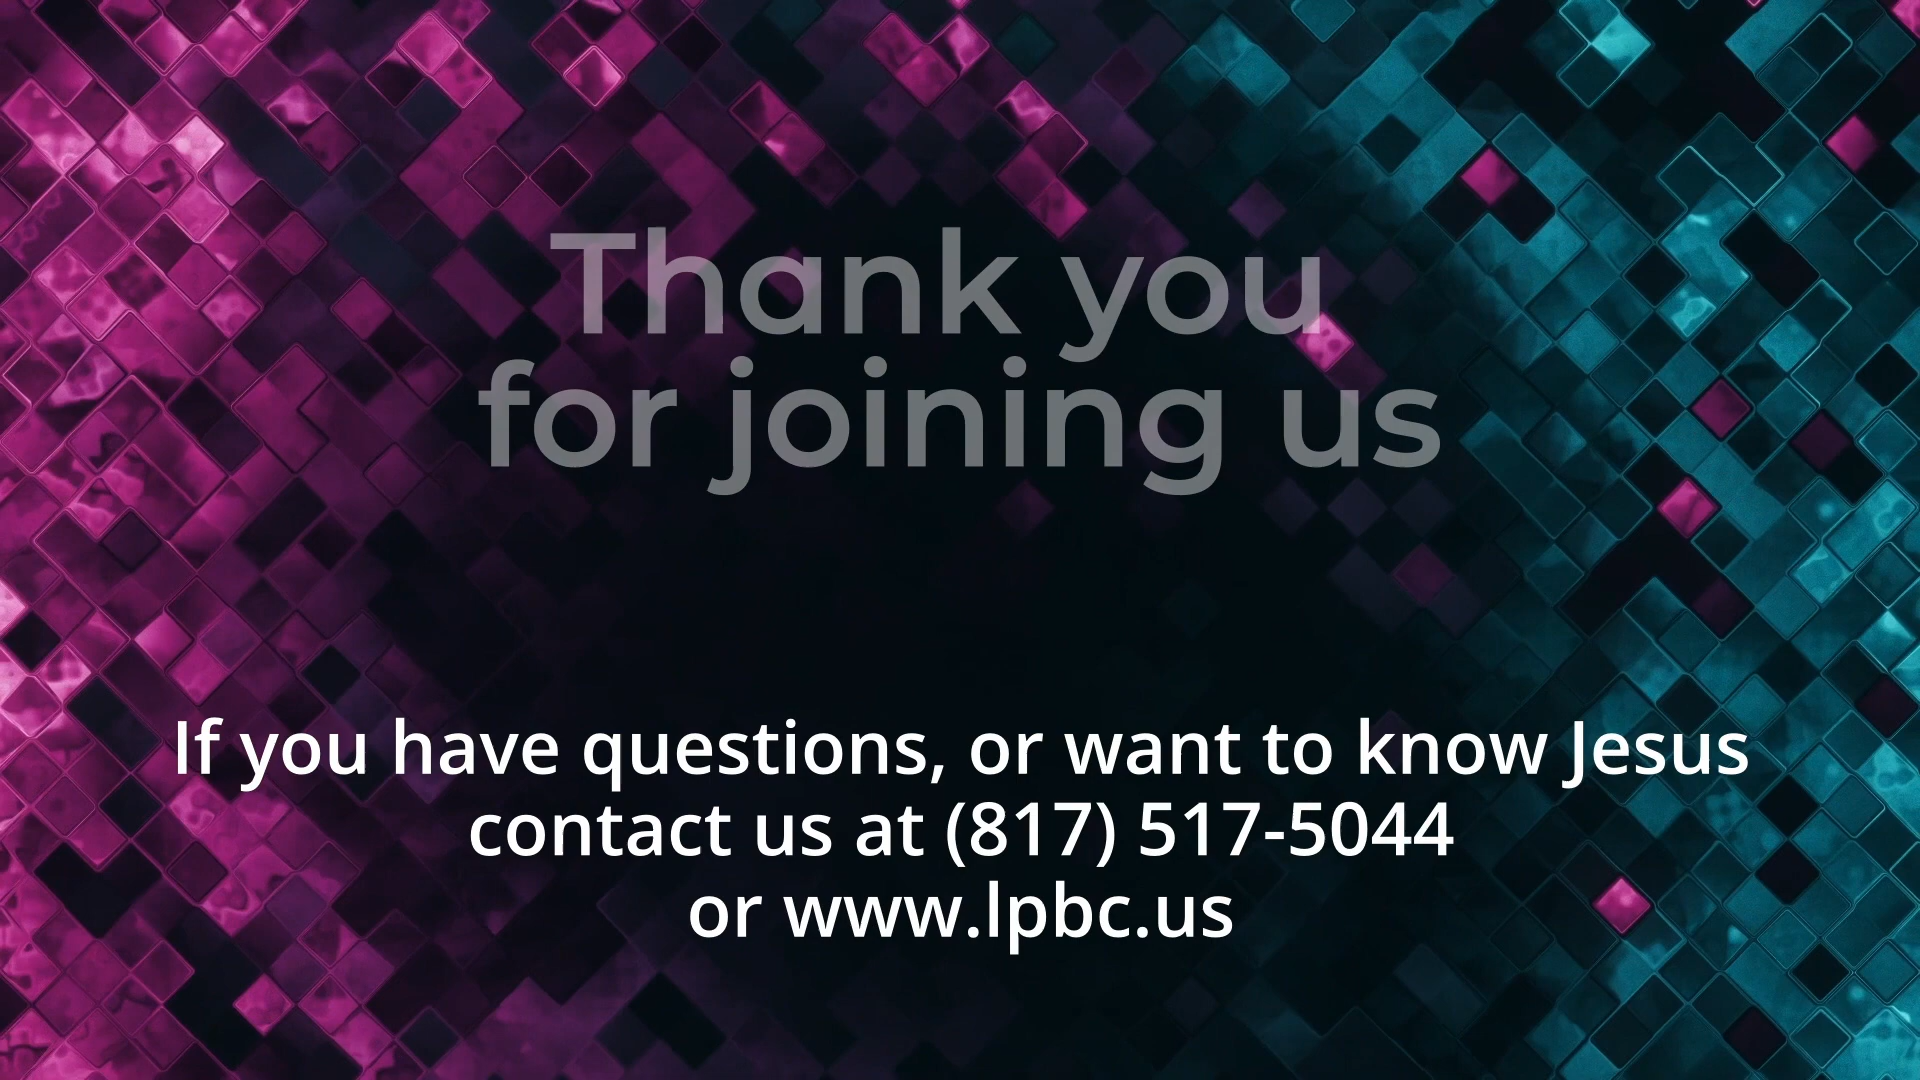 Thank you
for joining us
If you have questions, or want to know Jesus
contact us at (817) 517-5044
or www.lpbc.us